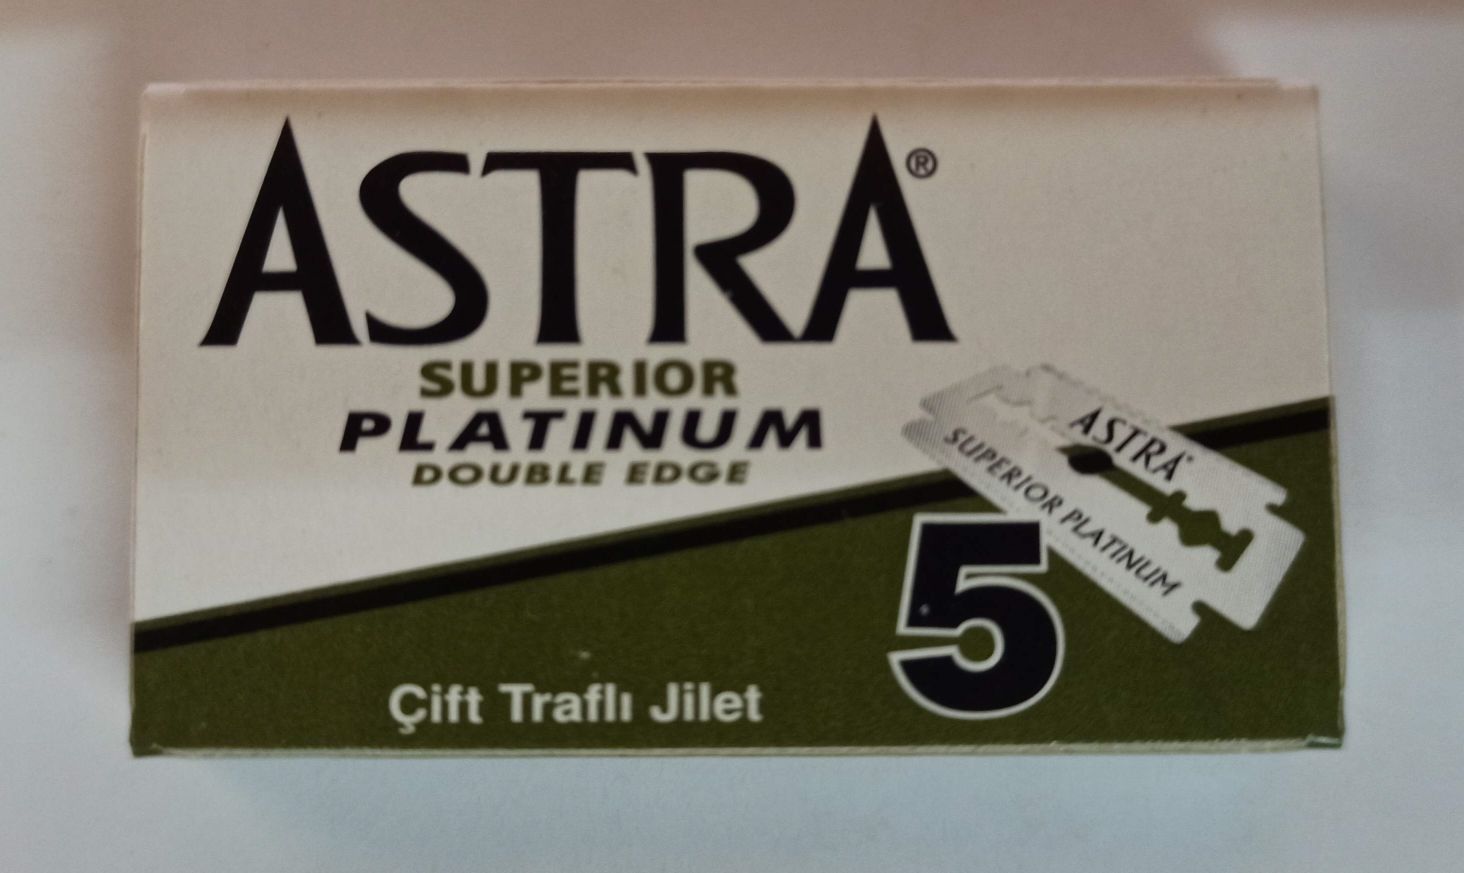 ASTRA®
SUPERIOR
PLATINUM
DOUBLE EDGE
ASTRA
SUPERIOR PLATINUM
5
Çift Traflı Jilet